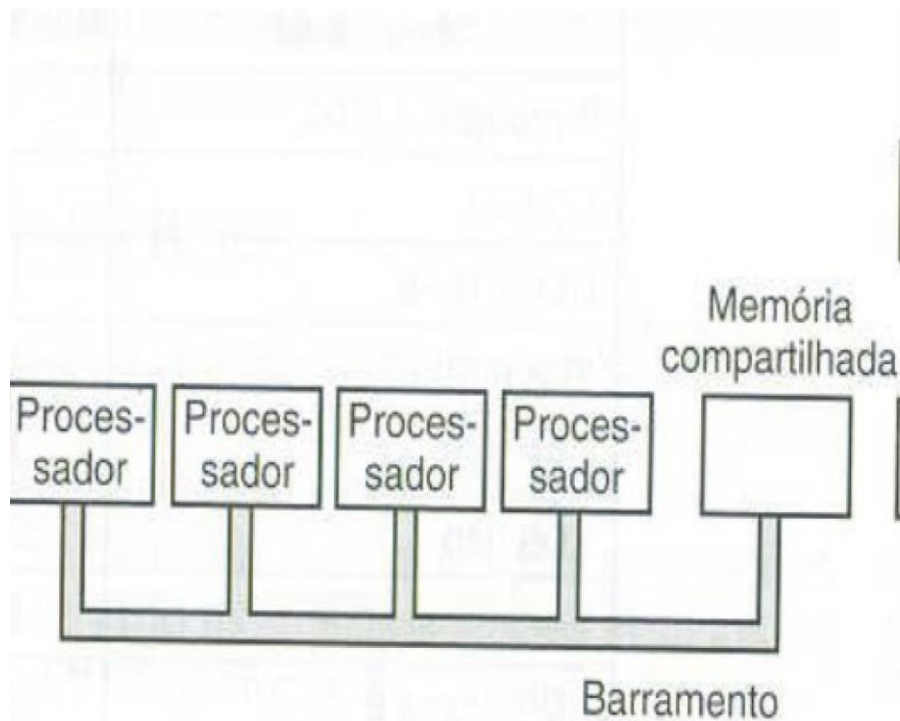 Memória
compartilhada
Proces-
sador
Proces-
sador
Proces-
sador
Proces-
sador
Barramento